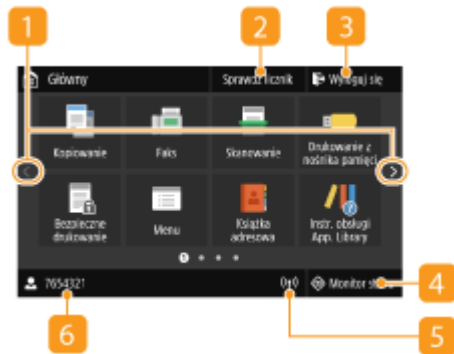 1
2
3
Główny Sprawdź licznik Wyloguj się
Kopiowanie Faks Skanowanie Drukowanie z
nośnika pamięci
Bezpieczne
drukowanie Menu Książka
adresowa Instr. obsługi
App. Library
1
7654321 Monitor
4
5
6